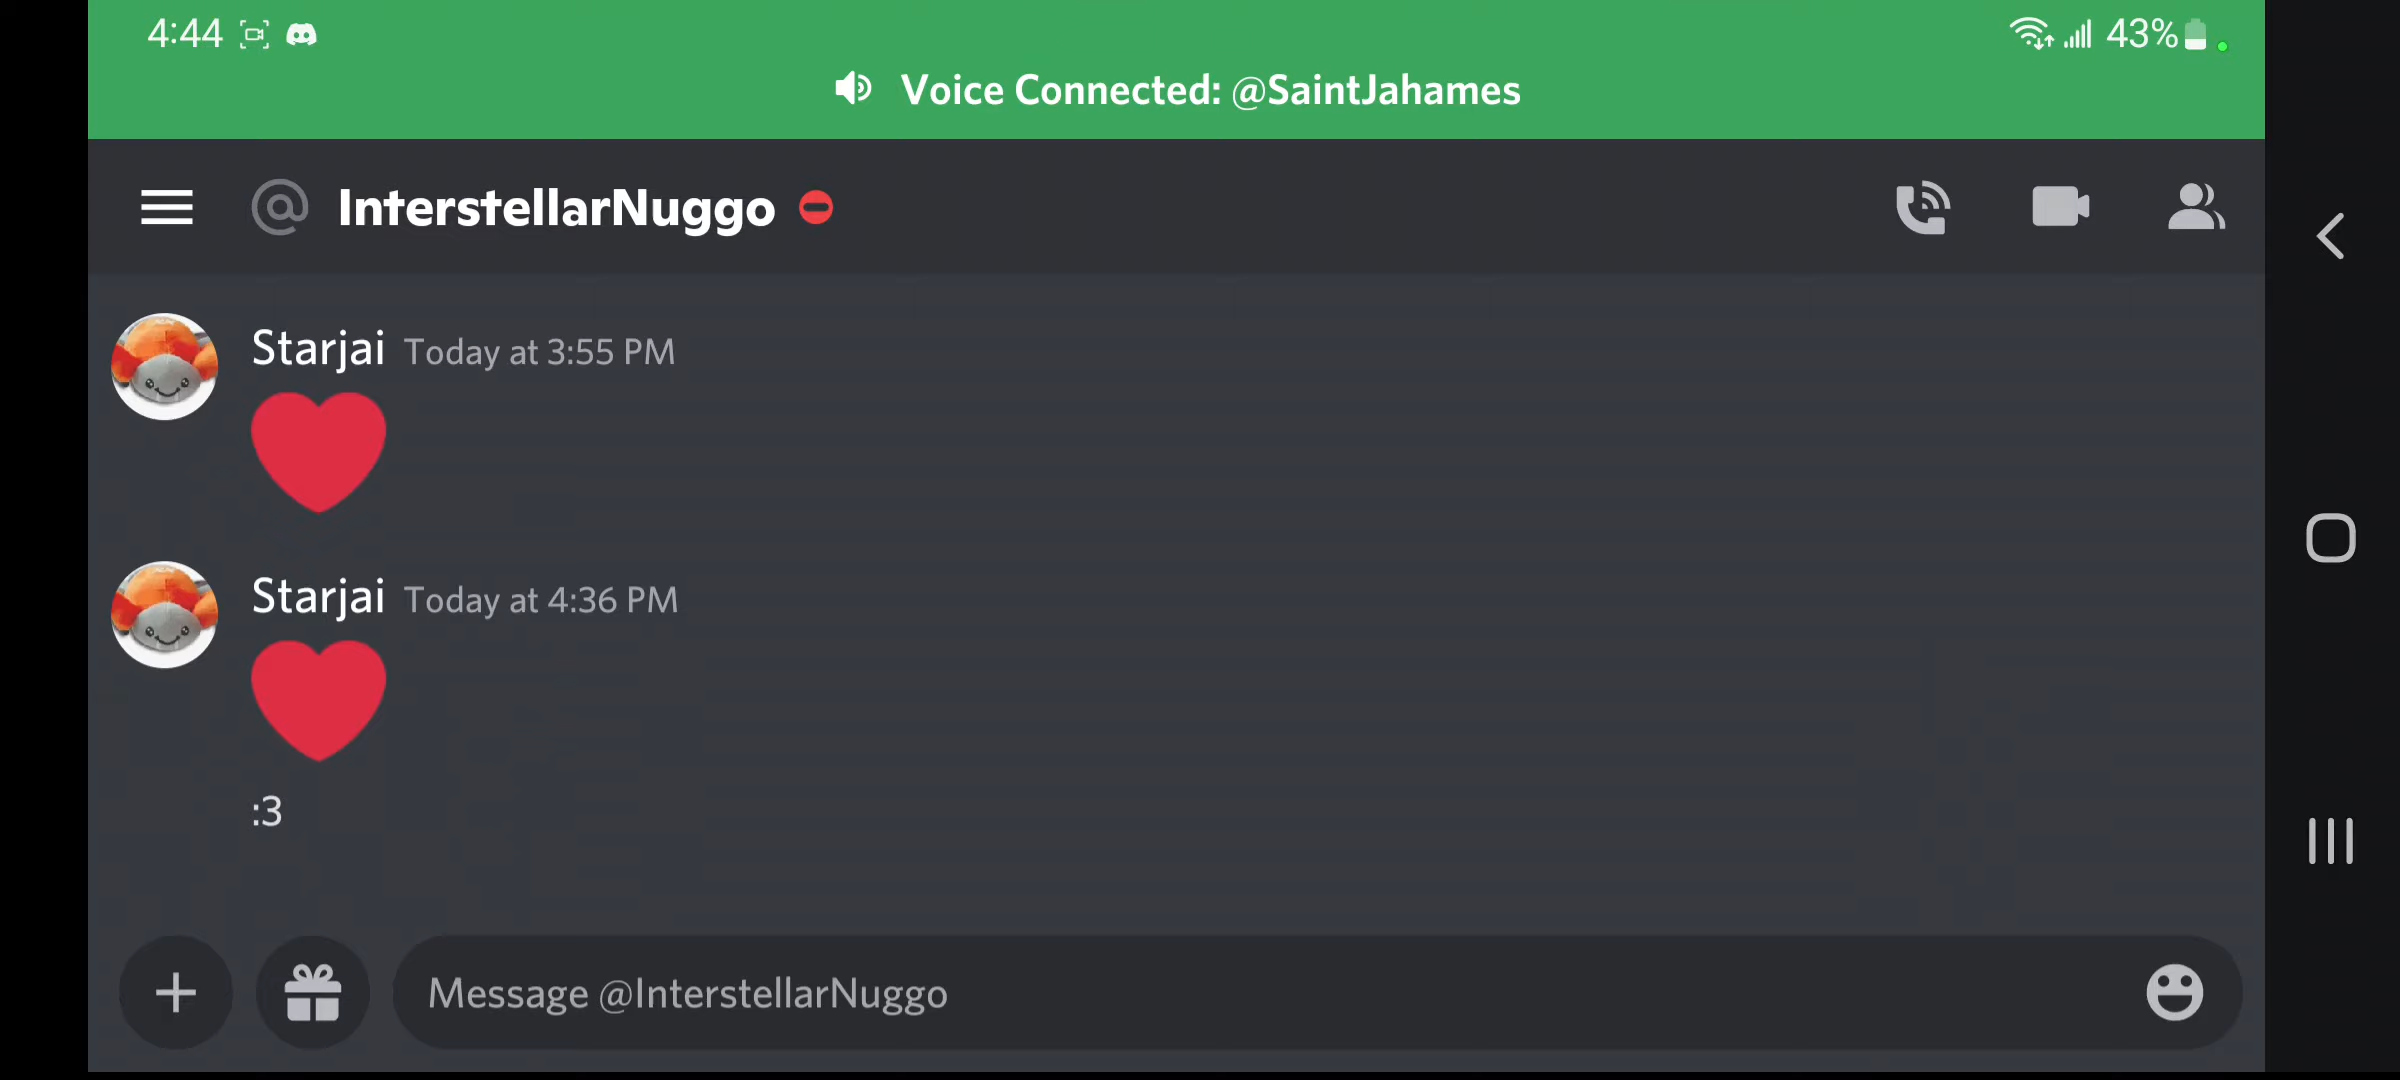 4:44
43%
Voice Connected: @SaintJahames
InterstellarNuggo
Starjai Today at 3:55 PM
Starjai Today at 4:36 PM
:3
Message @InterstellarNuggo